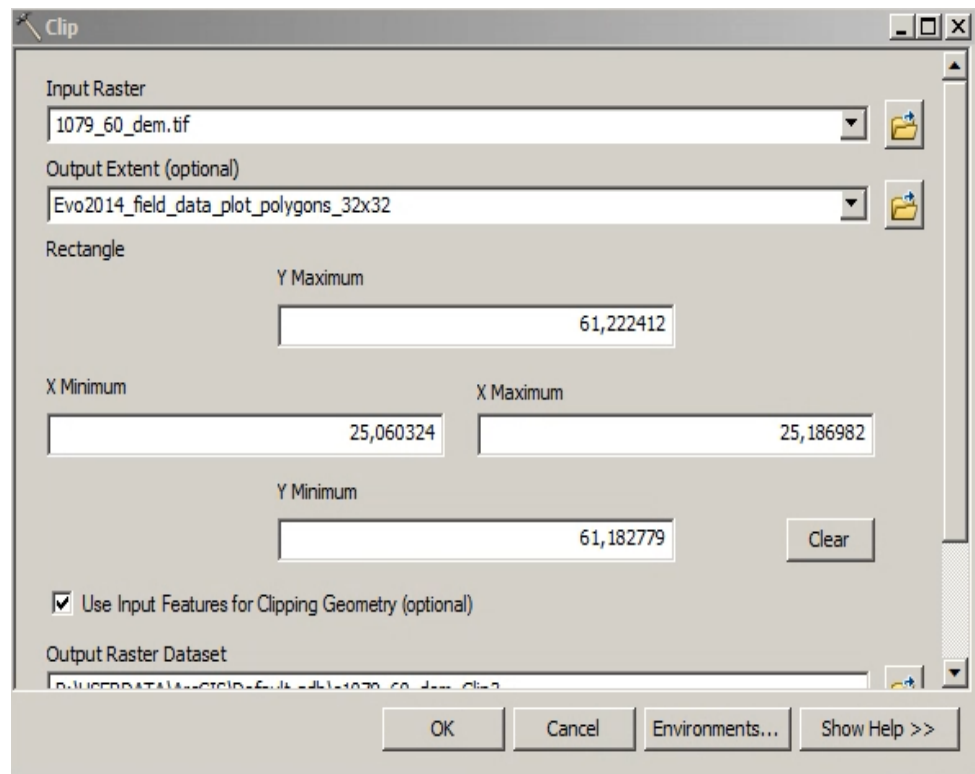 Clip
Input Raster
1079_60_dem.tif
Output Extent (optional)
Evo2014_field_data_plot_polygons_32x32
Rectangle
Y Maximum
61,222412
X Minimum
X Maximum
25,060324
25,186982
Y Minimum
61,182779
Clear
Use Input Features for Clipping Geometry (optional)
Output Raster Dataset
OK
Cancel
Environments...
Show Help >>